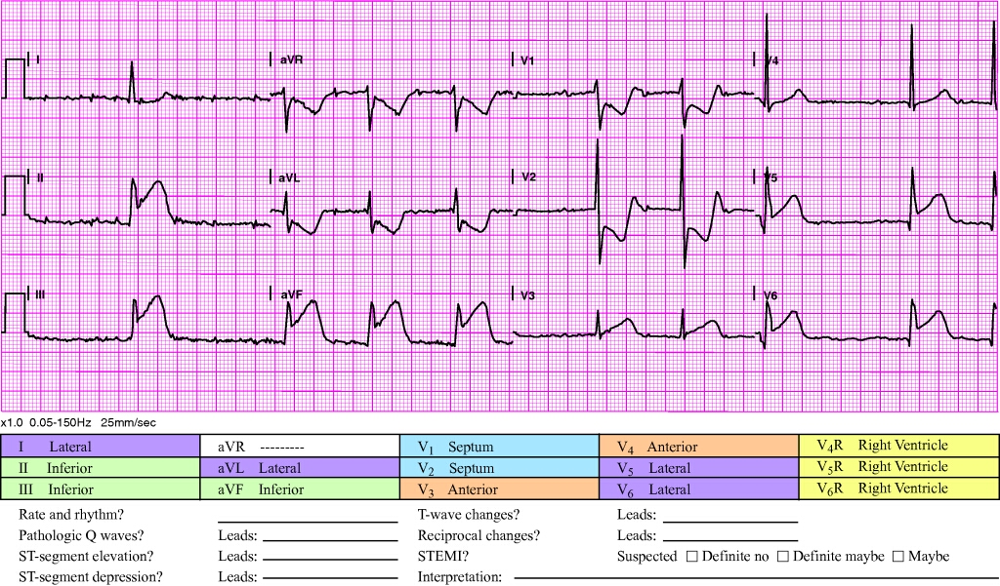 I aVR V1 V4
II aVL V2 V5
III aVF V3 V6
x1.0 0.05-150Hz 25mm/sec
I Lateral aVR --------- V1 Septum V4 Anterior V4R Right Ventricle
II Inferior aVL Lateral V2 Septum V5 Lateral V5R Right Ventricle
III Inferior aVF Inferior V3 Anterior V6 Lateral V6R Right Ventricle
Rate and rhythm? T-wave changes? Leads:
Pathologic Q waves? Leads: Reciprocal changes? Leads:
ST-segment elevation? Leads: STEMI? Suspected □ Definite no □ Definite maybe □ Maybe
ST-segment depression? Leads: Interpretation: